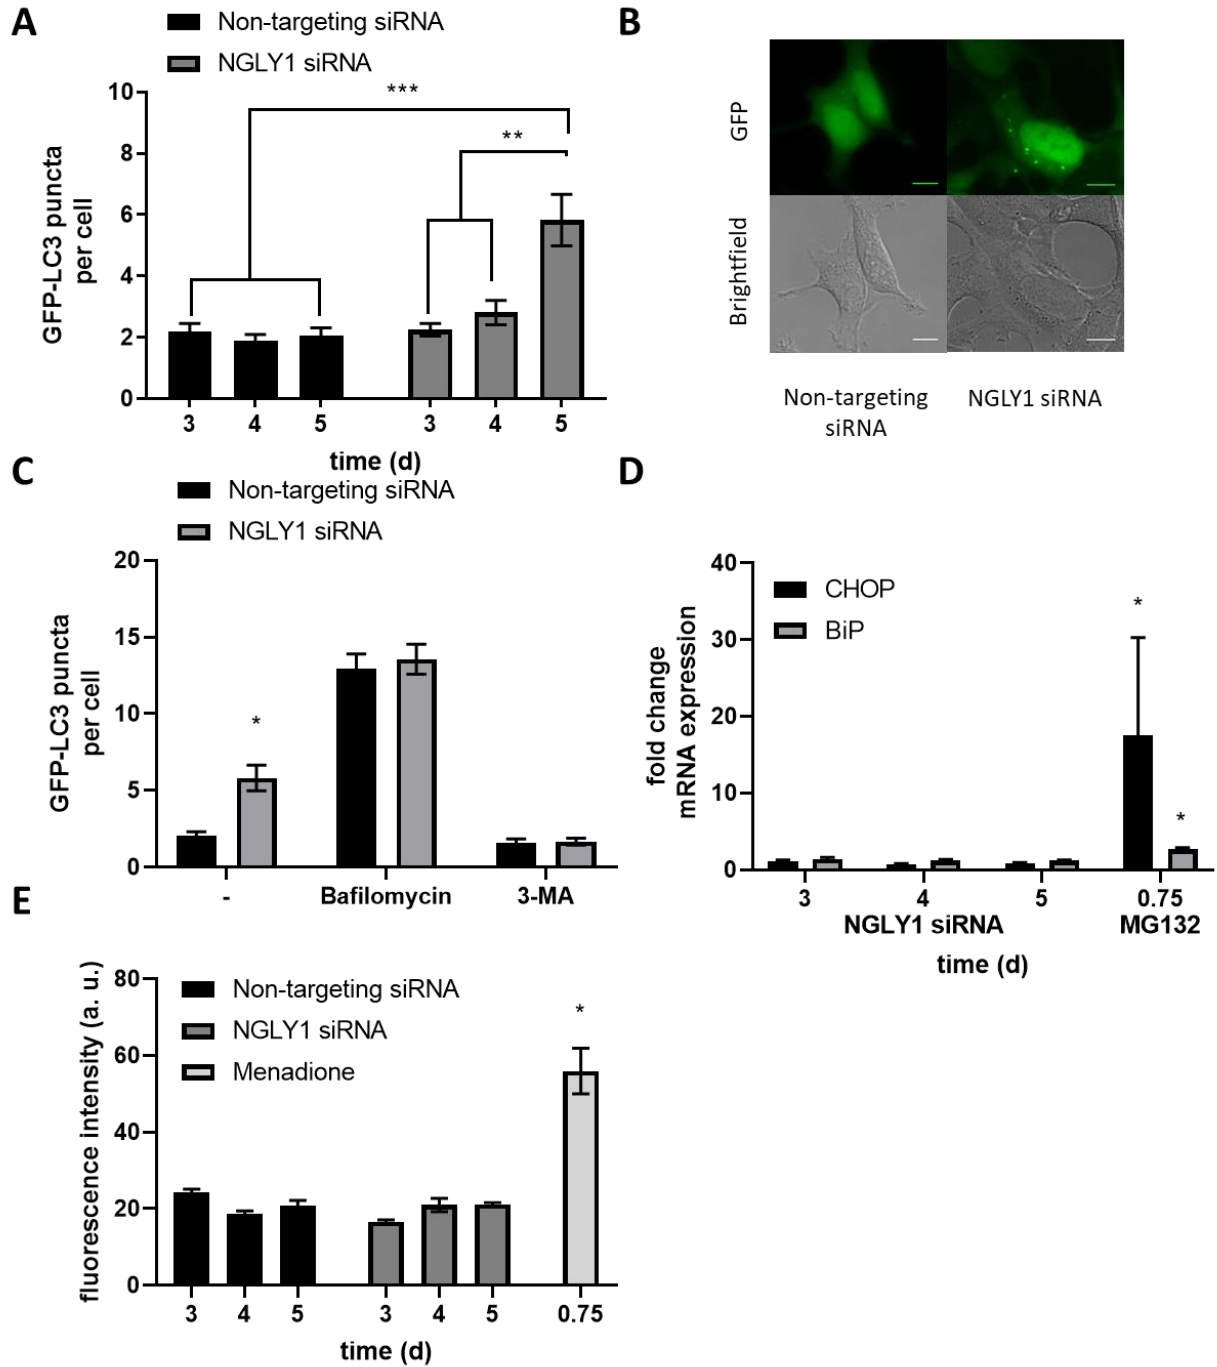 A
Non-targeting siRNA
NGLY1 siRNA
GFP-LC3 puncta
per cell
10
8
6
4
2
0
***
**
3 4 5 3 4 5
time (d)
B
GFP
Brightfield
Non-targeting
siRNA
NGLY1 siRNA
C
Non-targeting siRNA
NGLY1 siRNA
GFP-LC3 puncta
per cell
20
15
10
5
0
*
- Bafilomycin 3-MA
D
CHOP
BiP
fold change
mRNA expression
40
30
20
10
0
*
*
3 4 5 0.75
NGLY1 siRNA MG132
time (d)
E
Non-targeting siRNA
NGLY1 siRNA
Menadione
fluorescence intensity (a. u.)
80
60
40
20
0
*
3 4 5 3 4 5 0.75
time (d)